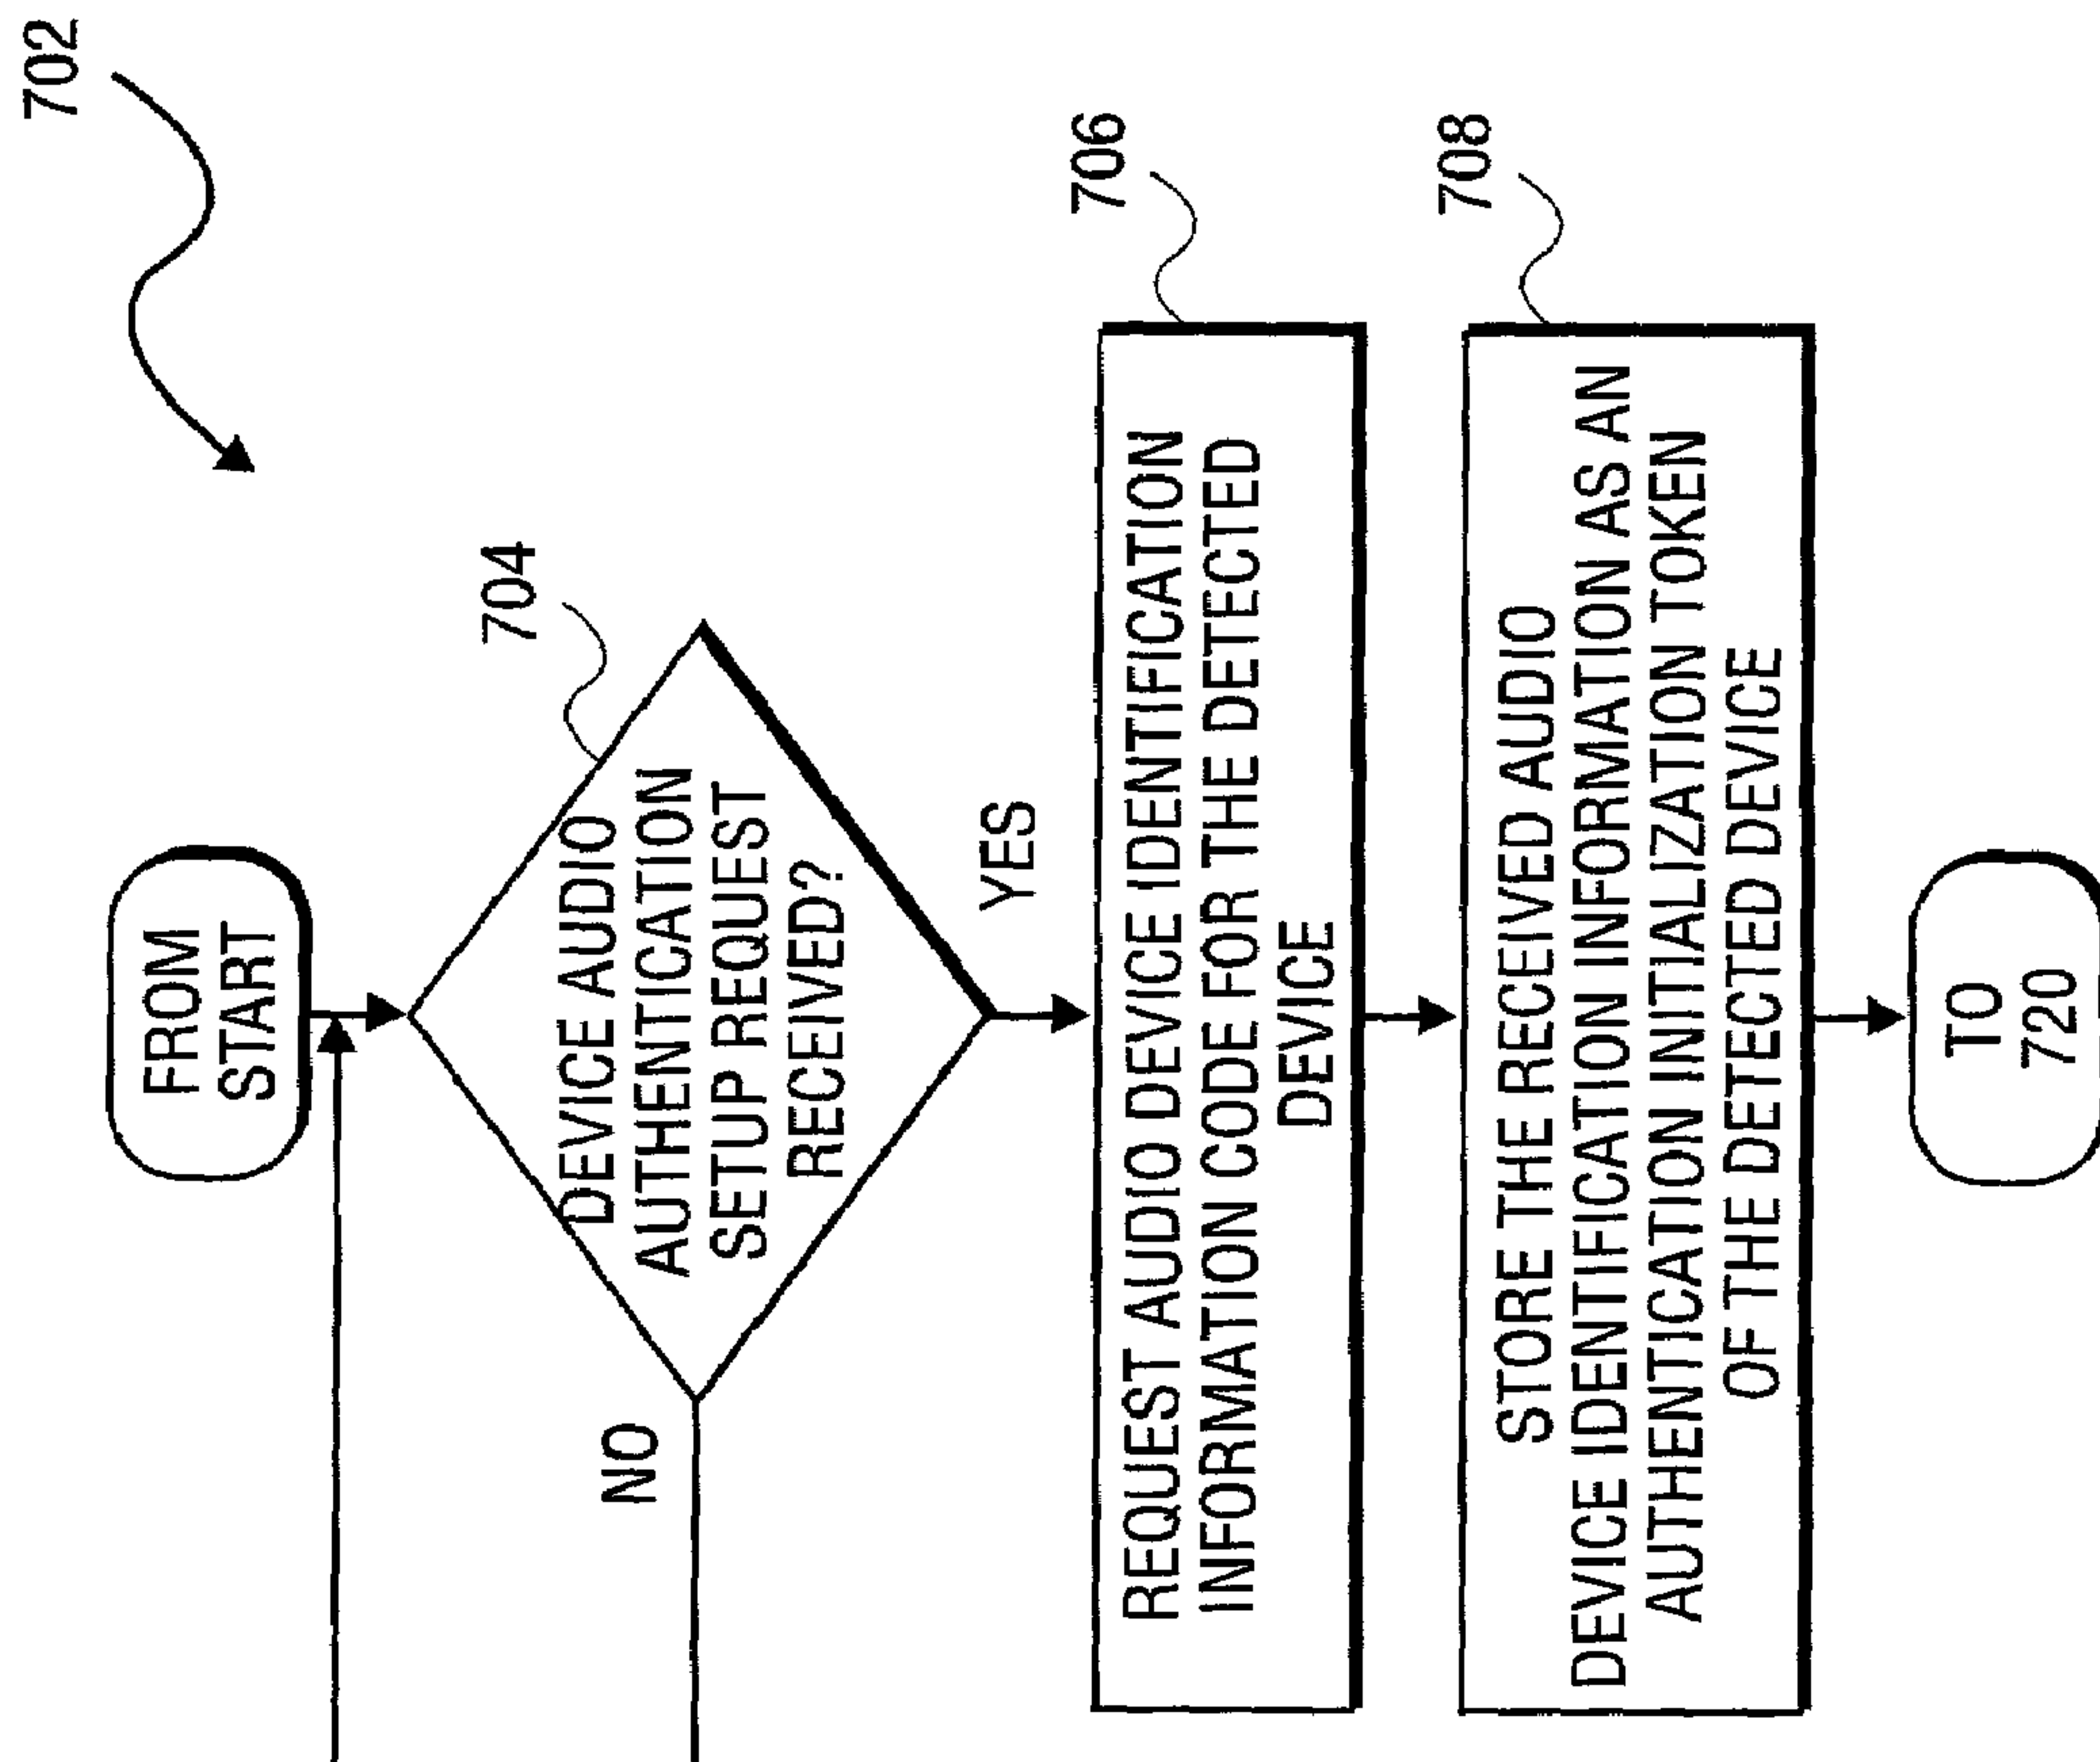 702
FROM
START
704
DEVICE AUDIO
AUTHENTICATION
SETUP REQUEST
RECEIVED?
NO
YES
706
REQUEST AUDIO DEVICE IDENTIFICATION
INFORMATION CODE FOR THE DETECTED
DEVICE
708
STORE THE RECEIVED AUDIO
DEVICE IDENTIFICATION INFORMATION AS AN
AUTHENTICATION INITIALIZATION TOKEN
OF THE DETECTED DEVICE
TO
720